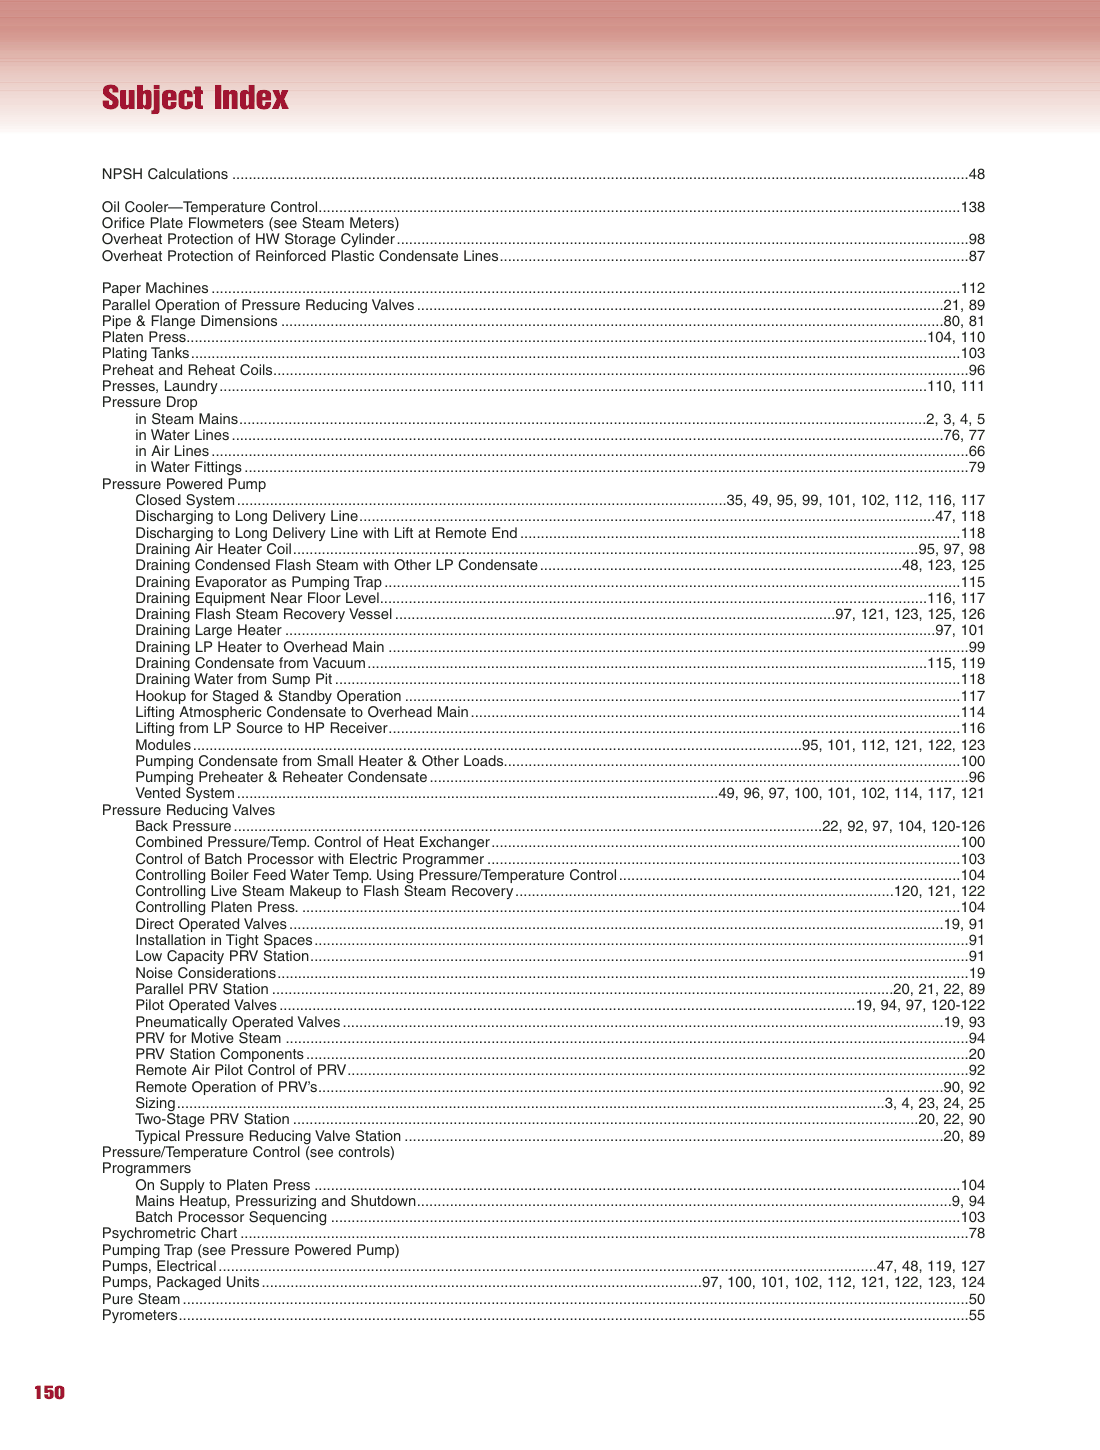 Subject Index
NPSH Calculations ....................48
Oil Cooler—Temperature Control....................138
Orifice Plate Flowmeters (see Steam Meters)
Overheat Protection of HW Storage Cylinder....................98
Overheat Protection of Reinforced Plastic Condensate Lines....................87
Paper Machines ....................112
Parallel Operation of Pressure Reducing Valves ....................21, 89
Pipe & Flange Dimensions ....................80, 81
Platen Press....................104, 110
Plating Tanks....................103
Preheat and Reheat Coils....................96
Presses, Laundry....................110, 111
Pressure Drop
in Steam Mains....................2, 3, 4, 5
in Water Lines ....................76, 77
in Air Lines ....................66
in Water Fittings ....................79
Pressure Powered Pump
Closed System....................35, 49, 95, 99, 101, 102, 112, 116, 117
Discharging to Long Delivery Line....................47, 118
Discharging to Long Delivery Line with Lift at Remote End ....................118
Draining Air Heater Coil....................95, 97, 98
Draining Condensed Flash Steam with Other LP Condensate....................48, 123, 125
Draining Evaporator as Pumping Trap ....................115
Draining Equipment Near Floor Level....................116, 117
Draining Flash Steam Recovery Vessel ....................97, 121, 123, 125, 126
Draining Large Heater ....................97, 101
Draining LP Heater to Overhead Main ....................99
Draining Condensate from Vacuum....................115, 119
Draining Water from Sump Pit ....................118
Hookup for Staged & Standby Operation ....................117
Lifting Atmospheric Condensate to Overhead Main....................114
Lifting from LP Source to HP Receiver....................116
Modules....................95, 101, 112, 121, 122, 123
Pumping Condensate from Small Heater & Other Loads....................100
Pumping Preheater & Reheater Condensate....................96
Vented System....................49, 96, 97, 100, 101, 102, 114, 117, 121
Pressure Reducing Valves
Back Pressure....................22, 92, 97, 104, 120-126
Combined Pressure/Temp. Control of Heat Exchanger....................100
Control of Batch Processor with Electric Programmer ....................103
Controlling Boiler Feed Water Temp. Using Pressure/Temperature Control....................104
Controlling Live Steam Makeup to Flash Steam Recovery....................120, 121, 122
Controlling Platen Press. ....................104
Direct Operated Valves....................19, 91
Installation in Tight Spaces....................91
Low Capacity PRV Station....................91
Noise Considerations....................19
Parallel PRV Station ....................20, 21, 22, 89
Pilot Operated Valves ....................19, 94, 97, 120-122
Pneumatically Operated Valves ....................19, 93
PRV for Motive Steam ....................94
PRV Station Components....................20
Remote Air Pilot Control of PRV....................92
Remote Operation of PRV's....................90, 92
Sizing....................3, 4, 23, 24, 25
Two-Stage PRV Station ....................20, 22, 90
Typical Pressure Reducing Valve Station ....................20, 89
Pressure/Temperature Control (see controls)
Programmers
On Supply to Platen Press ....................104
Mains Heatup, Pressurizing and Shutdown....................9, 94
Batch Processor Sequencing ....................103
Psychrometric Chart ....................78
Pumping Trap (see Pressure Powered Pump)
Pumps, Electrical....................47, 48, 119, 127
Pumps, Packaged Units....................97, 100, 101, 102, 112, 121, 122, 123, 124
Pure Steam....................50
Pyrometers....................55
150